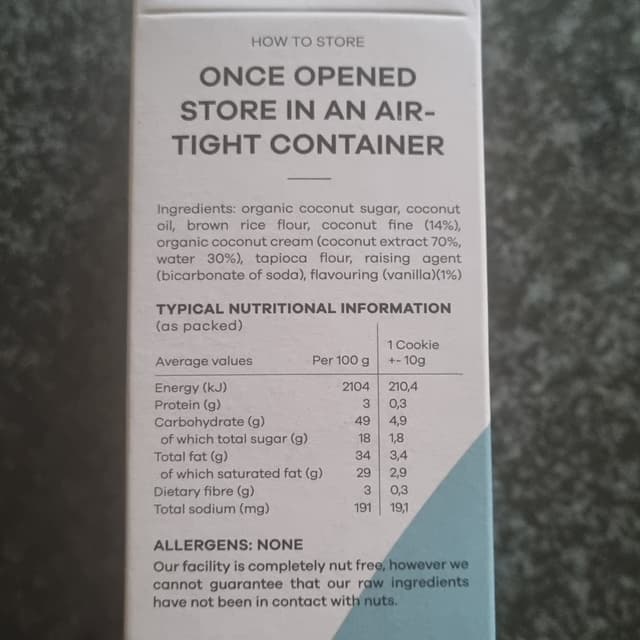 HOW TO STORE
ONCE OPENED
STORE IN AN AIR-
TIGHT CONTAINER
Ingredients: organic coconut sugar, coconut
oil, brown rice flour, coconut fine (14%),
organic coconut cream (coconut extract 70%,
water 30%), tapioca flour, raising agent
(bicarbonate of soda), flavouring (vanilla)(1%)
TYPICAL NUTRITIONAL INFORMATION
(as packed)
1 Cookie
Average values Per 100 g +- 10g
Energy (kJ) 2104 210,4
Protein (g) 3 0,3
Carbohydrate (g) 49 4,9
of which total sugar (g) 18 1,8
Total fat (g) 34 3,4
of which saturated fat (g) 29 2,9
Dietary fibre (g) 3 0,3
Total sodium (mg) 191 19,1
ALLERGENS: NONE
Our facility is completely nut free, however we
cannot guarantee that our raw ingredients
have not been in contact with nuts.